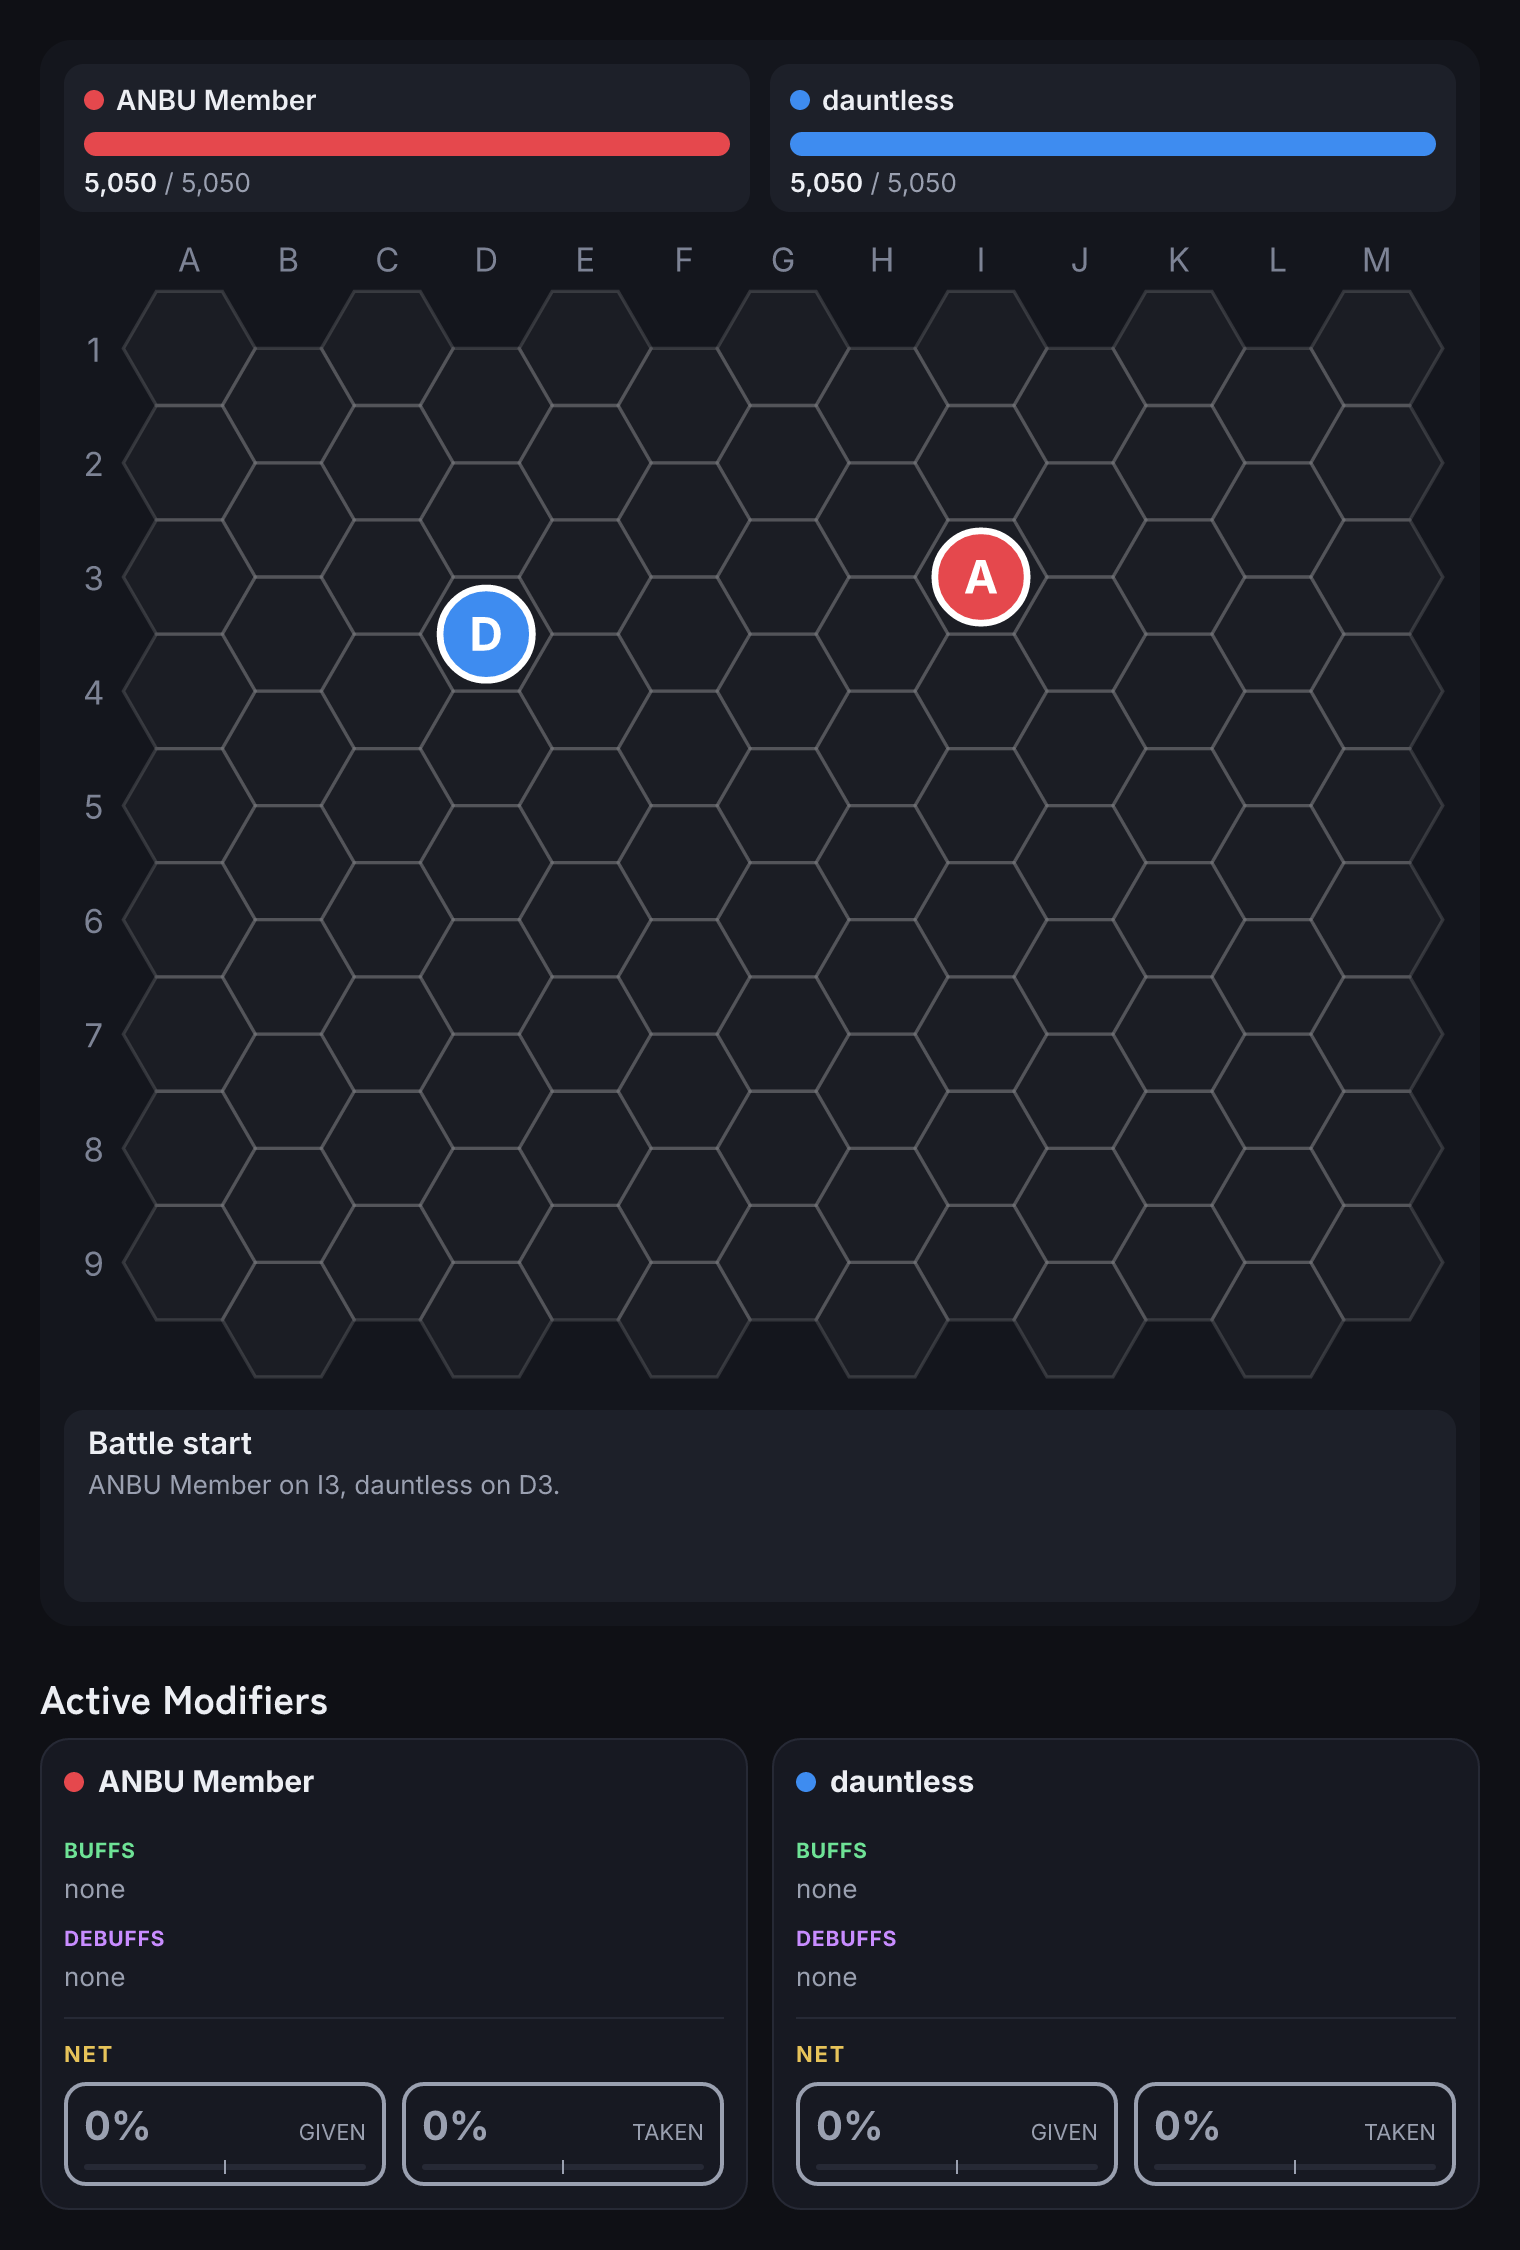 ANBU Member
5,050 / 5,050
dauntless
5,050 / 5,050
A B C D E F G H I J K L M
1
2
3
4
5
6
7
8
9
A
D
Battle start
ANBU Member on I3, dauntless on D3.
Active Modifiers
ANBU Member
BUFFS
none
DEBUFFS
none
NET
0% GIVEN
0% TAKEN
dauntless
BUFFS
none
DEBUFFS
none
NET
0% GIVEN
0% TAKEN